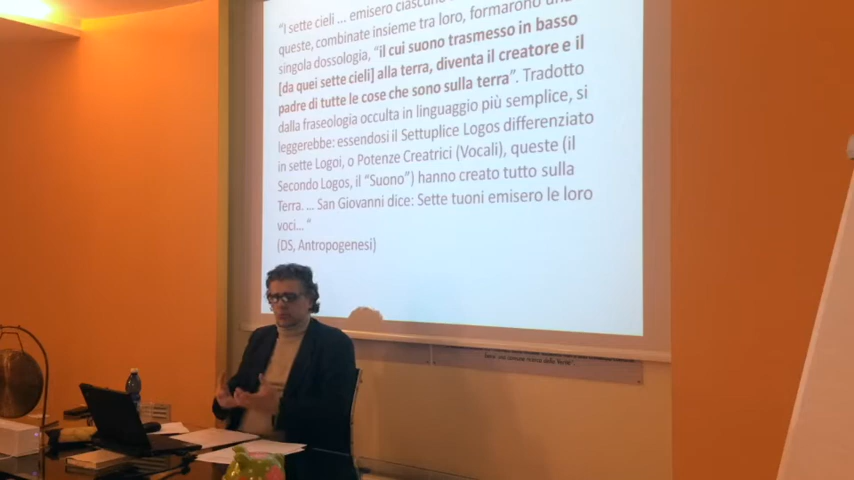 "I sette cieli ... emisero ciascuno
queste, combinate insieme tra loro, formarono una
singola dossologia, "il cui suono trasmesso in basso
[da quei sette cieli] alla terra, diventa il creatore e il
padre di tutte le cose che sono sulla terra". Tradotto
dalla fraseologia occulta in linguaggio più semplice, si
leggerebbe: essendosi il Settuplice Logos differenziato
in sette Logoi, o Potenze Creatrici (Vocali), queste (il
Secondo Logos, il "Suono") hanno creato tutto sulla
Terra. ... San Giovanni dice: Sette tuoni emisero le loro
voci... "
(DS, Antropogenesi)